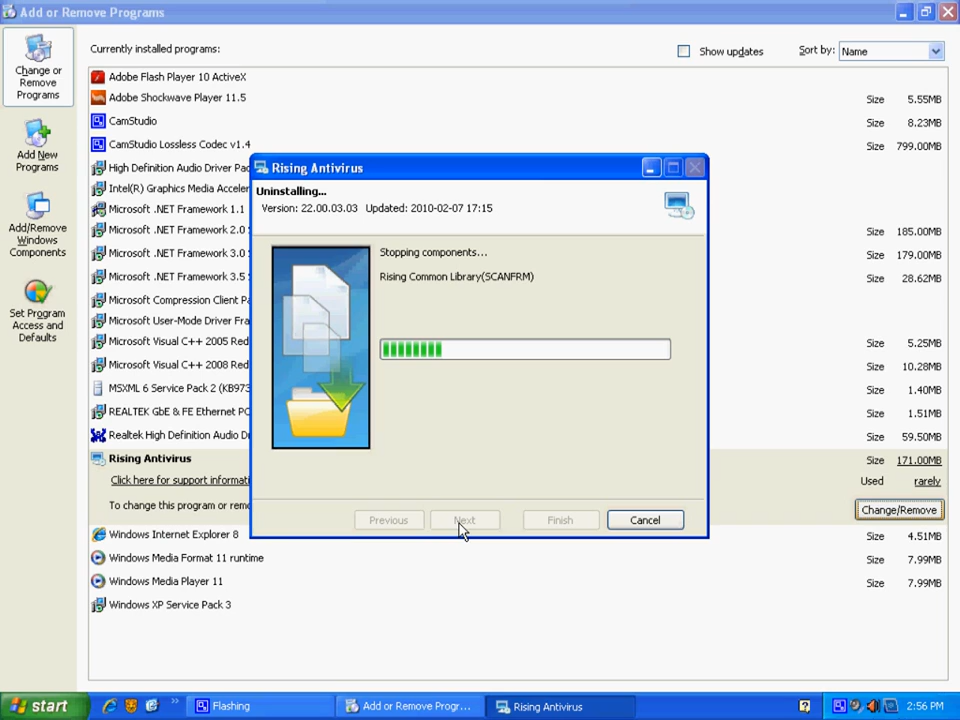 Add or Remove Programs
Change or
Remove
Programs
Add New
Programs
Add/Remove
Windows
Components
Set Program
Access and
Defaults
Currently installed programs:
Show updates
Sort by:
Name
Adobe Flash Player 10 ActiveX
Adobe Shockwave Player 11.5
Size 5.55MB
CamStudio
Size 8.23MB
CamStudio Lossless Codec v1.4
Size 799.00MB
High Definition Audio Driver Pac
Intel(R) Graphics Media Acceler
Microsoft .NET Framework 1.1
Microsoft .NET Framework 2.0
Size 185.00MB
Microsoft .NET Framework 3.0
Size 179.00MB
Microsoft .NET Framework 3.5
Size 28.62MB
Microsoft Compression Client Pa
Microsoft User-Mode Driver Fra
Microsoft Visual C++ 2005 Red
Size 5.25MB
Microsoft Visual C++ 2008 Red
Size 10.28MB
MSXML 6 Service Pack 2 (KB973
Size 1.40MB
REALTEK GbE & FE Ethernet PC
Size 1.51MB
Realtek High Definition Audio D
Size 59.50MB
Rising Antivirus
Size 171.00MB
Click here for support informati
Used rarely
To change this program or remo
Change/Remove
Windows Internet Explorer 8
Size 4.51MB
Windows Media Format 11 runtime
Size 7.99MB
Windows Media Player 11
Size 7.99MB
Windows XP Service Pack 3
Rising Antivirus
Uninstalling...
Version: 22.00.03.03 Updated: 2010-02-07 17:15
Stopping components...
Rising Common Library(SCANFRM)
Previous
Next
Finish
Cancel
start
Flashing
Add or Remove Progr...
Rising Antivirus
2:56 PM